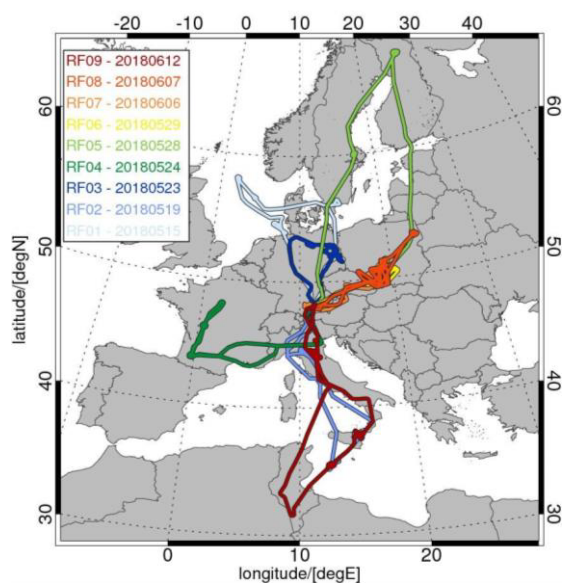 -20 -10 0 10 20 30 40
RF09 - 20180612
RF08 - 20180607
RF07 - 20180606
RF06 - 20180529
RF05 - 20180528
RF04 - 20180524
RF03 - 20180523
RF02 - 20180519
RF01 - 20180515
60 60
50 50
latitude/[degN]
40 40
30 30
0 10 20
longitude/[degE]